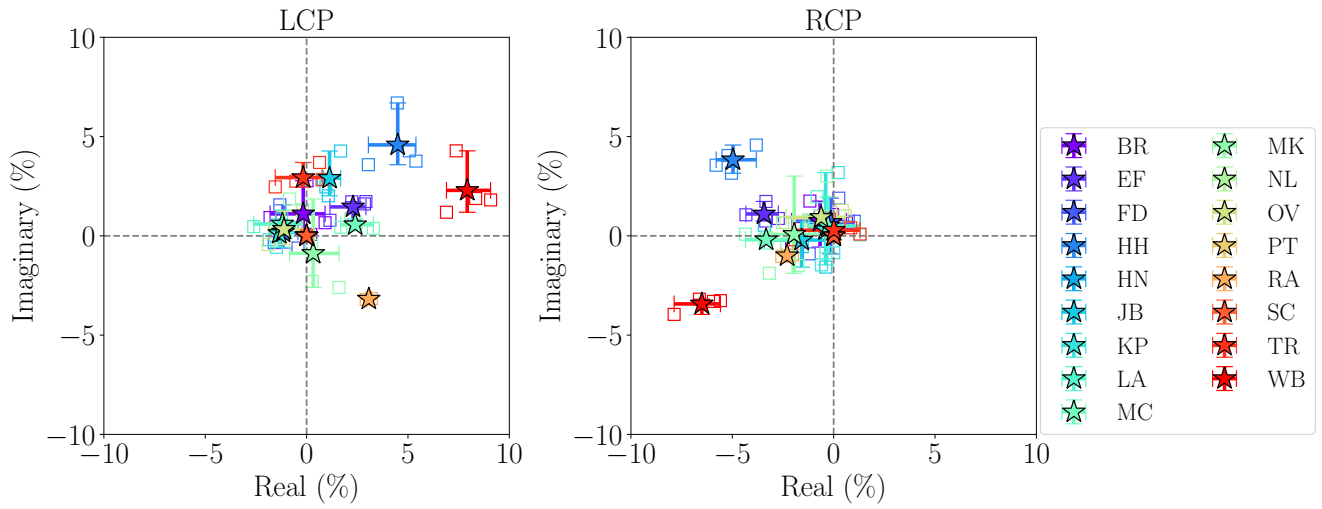 LCP
RCP
10
5
0
−5
−10
−10
−5
0
5
10
Imaginary (%)
Real (%)
10
5
0
−5
−10
−10
−5
0
5
10
Imaginary (%)
Real (%)
BR
EF
FD
HH
HN
JB
KP
LA
MC
MK
NL
OV
PT
RA
SC
TR
WB